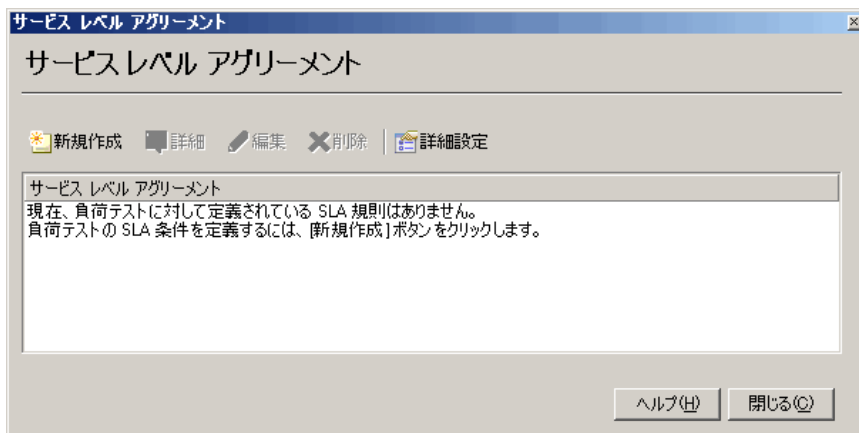 サービス レベル アグリーメント
サービス レベル アグリーメント
新規作成 詳細 編集 削除 詳細設定
サービス レベル アグリーメント
現在、負荷テストに対して定義されている SLA 規則はありません。
負荷テストの SLA 条件を定義するには、[新規作成]ボタンをクリックします。
ヘルプ(H) 閉じる(C)